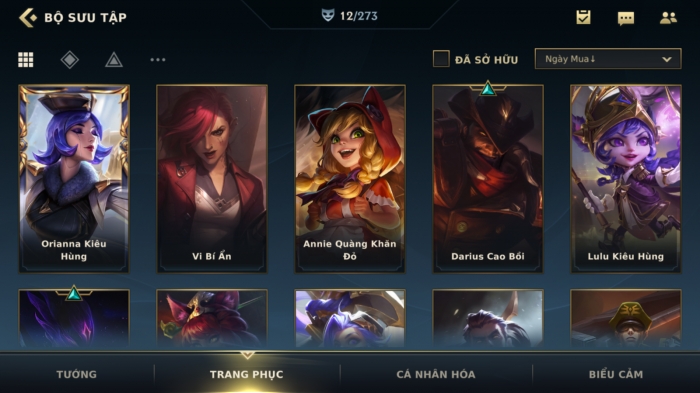 BỘ SƯU TẬP
12/273
ĐÃ SỞ HỮU
Ngày Mua↓
Orianna Kiêu
Hùng
Vi Bí Ẩn
Annie Quàng Khăn
Đỏ
Darius Cao Bồi
Lulu Kiêu Hùng
TƯỚNG
TRANG PHỤC
CÁ NHÂN HÓA
BIỂU CẢM